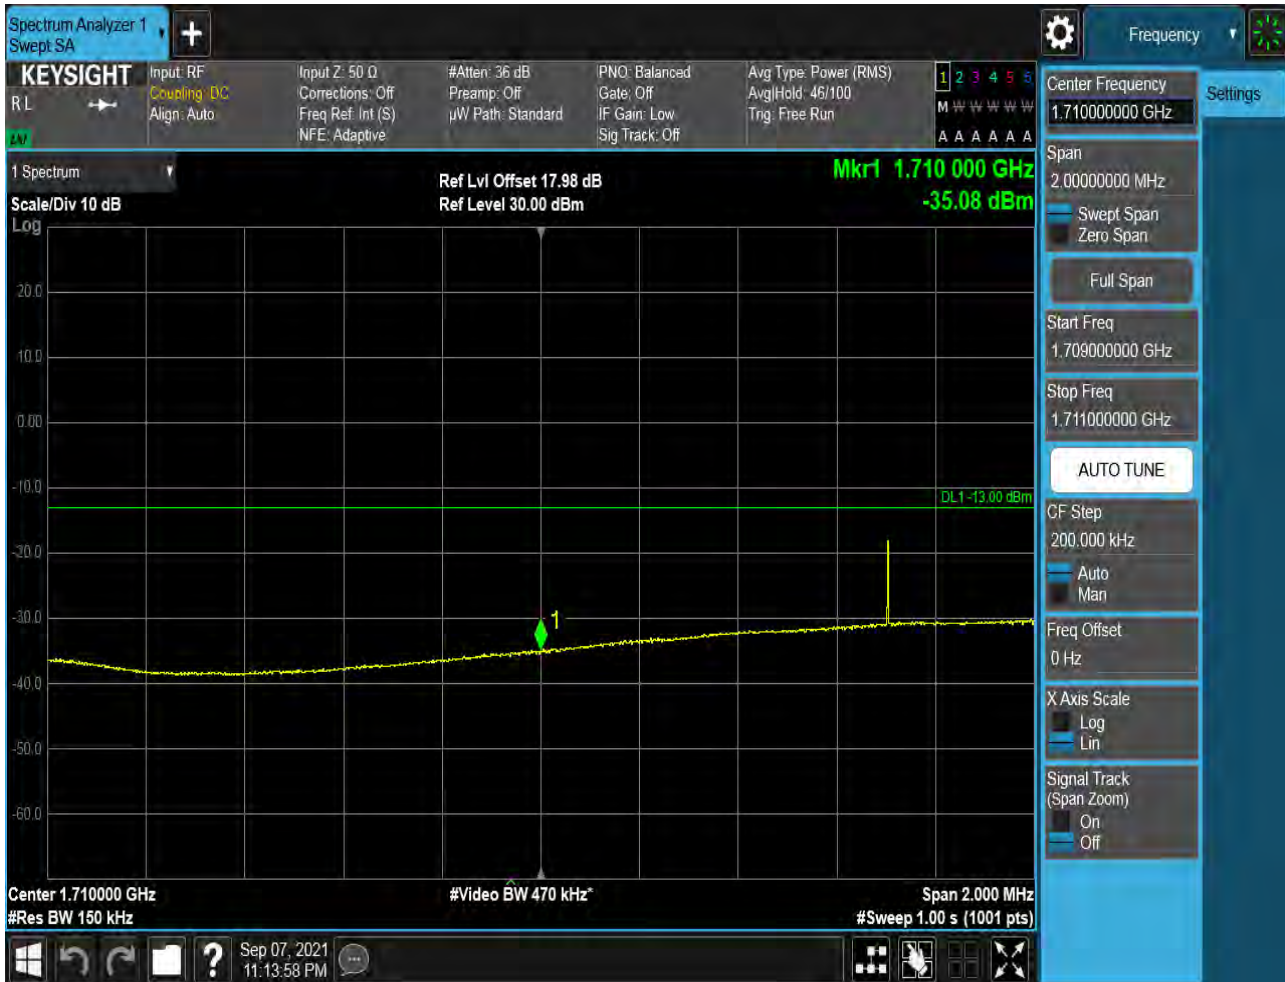 Spectrum Analyzer 1
Swept SA
Frequency
KEYSIGHT
R L
Input: RF
Coupling: DC
Align: Auto
Input Z: 50 Ω
Corrections: Off
Freq Ref: Int (S)
NFE: Adaptive
#Atten: 36 dB
Preamp: Off
µW Path: Standard
PNO: Balanced
Gate: Off
IF Gain: Low
Sig Track: Off
Avg Type: Power (RMS)
Avg|Hold: 46/100
Trig: Free Run
1 2 3 4 5 6
M W W W W W
A A A A A A
1 Spectrum
Scale/Div 10 dB
Log
Ref Lvl Offset 17.98 dB
Ref Level 30.00 dBm
Mkr1 1.710 000 GHz
-35.08 dBm
20.0
10.0
0.00
-10.0
DL1 -13.00 dBm
-20.0
-30.0
1
-40.0
-50.0
-60.0
Center 1.710000 GHz
#Res BW 150 kHz
#Video BW 470 kHz*
Span 2.000 MHz
#Sweep 1.00 s (1001 pts)
Sep 07, 2021
11:13:58 PM
Center Frequency
1.710000000 GHz
Settings
Span
2.00000000 MHz
Swept Span
Zero Span
Full Span
Start Freq
1.709000000 GHz
Stop Freq
1.711000000 GHz
AUTO TUNE
CF Step
200.000 kHz
Auto
Man
Freq Offset
0 Hz
X Axis Scale
Log
Lin
Signal Track
(Span Zoom)
On
Off